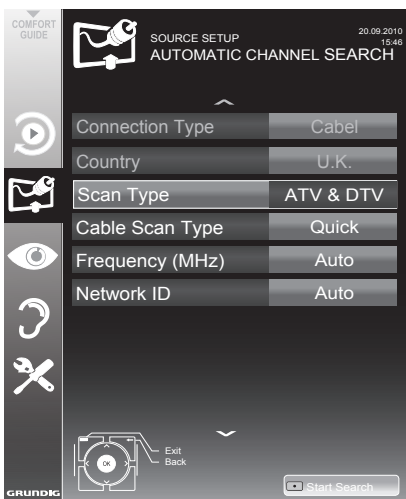 COMFORT
GUIDE
SOURCE SETUP
20.09.2010
15:46
AUTOMATIC CHANNEL SEARCH
Connection Type Cabel
Country U.K.
Scan Type ATV & DTV
Cable Scan Type Quick
Frequency (MHz) Auto
Network ID Auto
Exit
OK
Back
Start Search
GRUNDIG